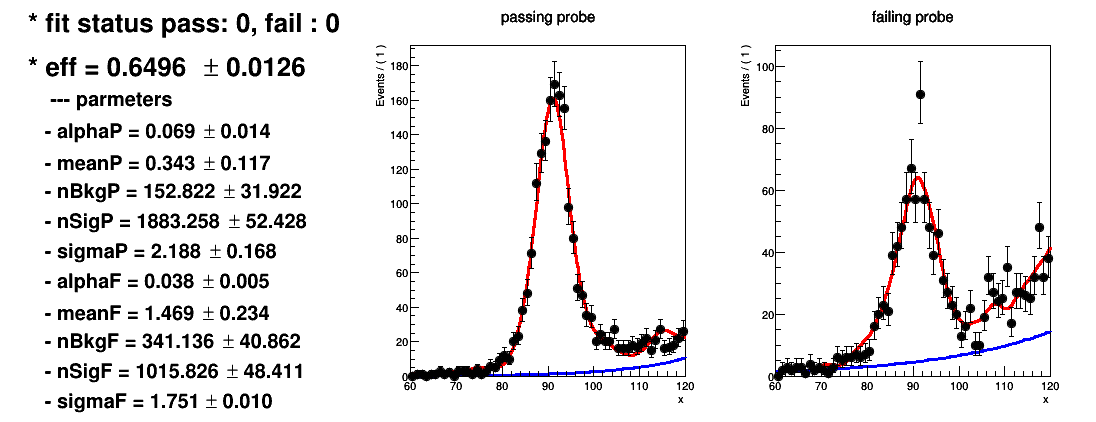 * fit status pass: 0, fail : 0
* eff = 0.6496 ± 0.0126
--- parmeters
- alphaP = 0.069 ± 0.014
- meanP = 0.343 ± 0.117
- nBkgP = 152.822 ± 31.922
- nSigP = 1883.258 ± 52.428
- sigmaP = 2.188 ± 0.168
- alphaF = 0.038 ± 0.005
- meanF = 1.469 ± 0.234
- nBkgF = 341.136 ± 40.862
- nSigF = 1015.826 ± 48.411
- sigmaF = 1.751 ± 0.010
passing probe
Events / ( 1 )
180
160
140
120
100
80
60
40
20
0
60 70 80 90 100 110 120
x
failing probe
Events / ( 1 )
100
80
60
40
20
0
60 70 80 90 100 110 120
x